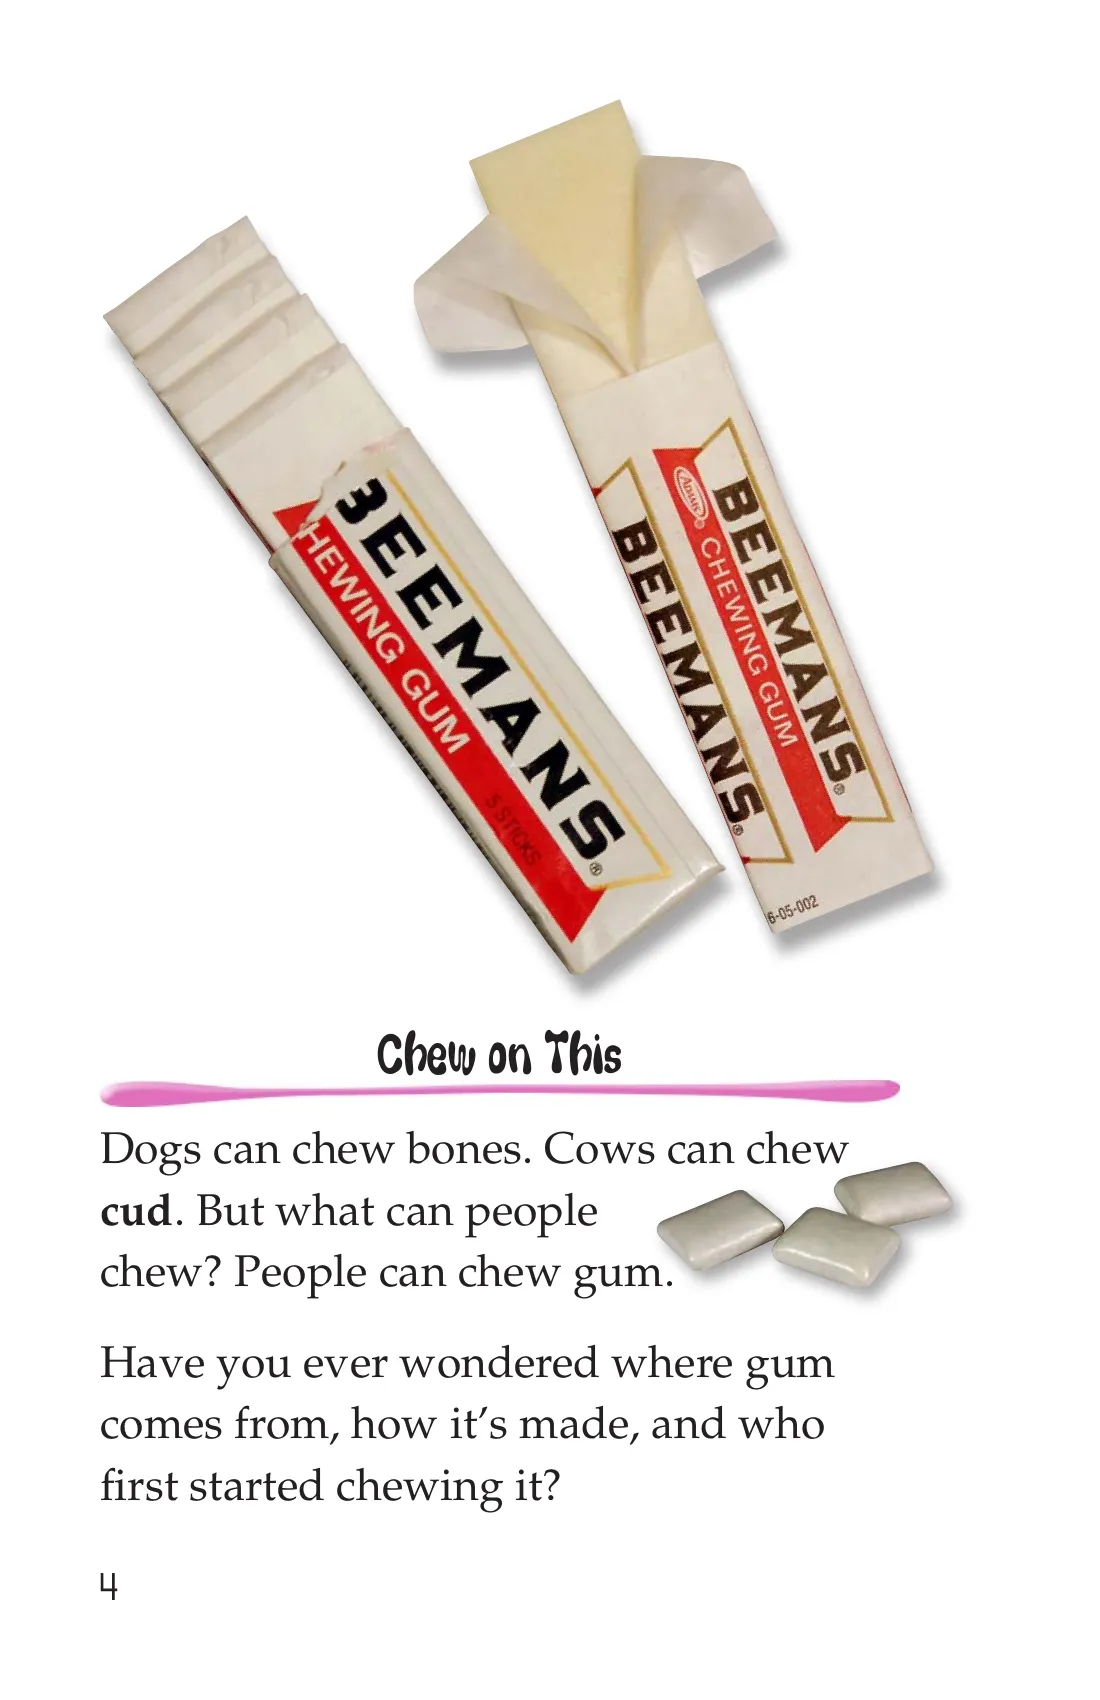 BEEMANS
HEWING GUM
5 STICKS
®
BEEMANS
®
Adams
®
CHEWING GUM
BEEMANS
®
6-05-002
Chew on This
Dogs can chew bones. Cows can chew
cud. But what can people
chew? People can chew gum.
Have you ever wondered where gum
comes from, how it’s made, and who
first started chewing it?
4